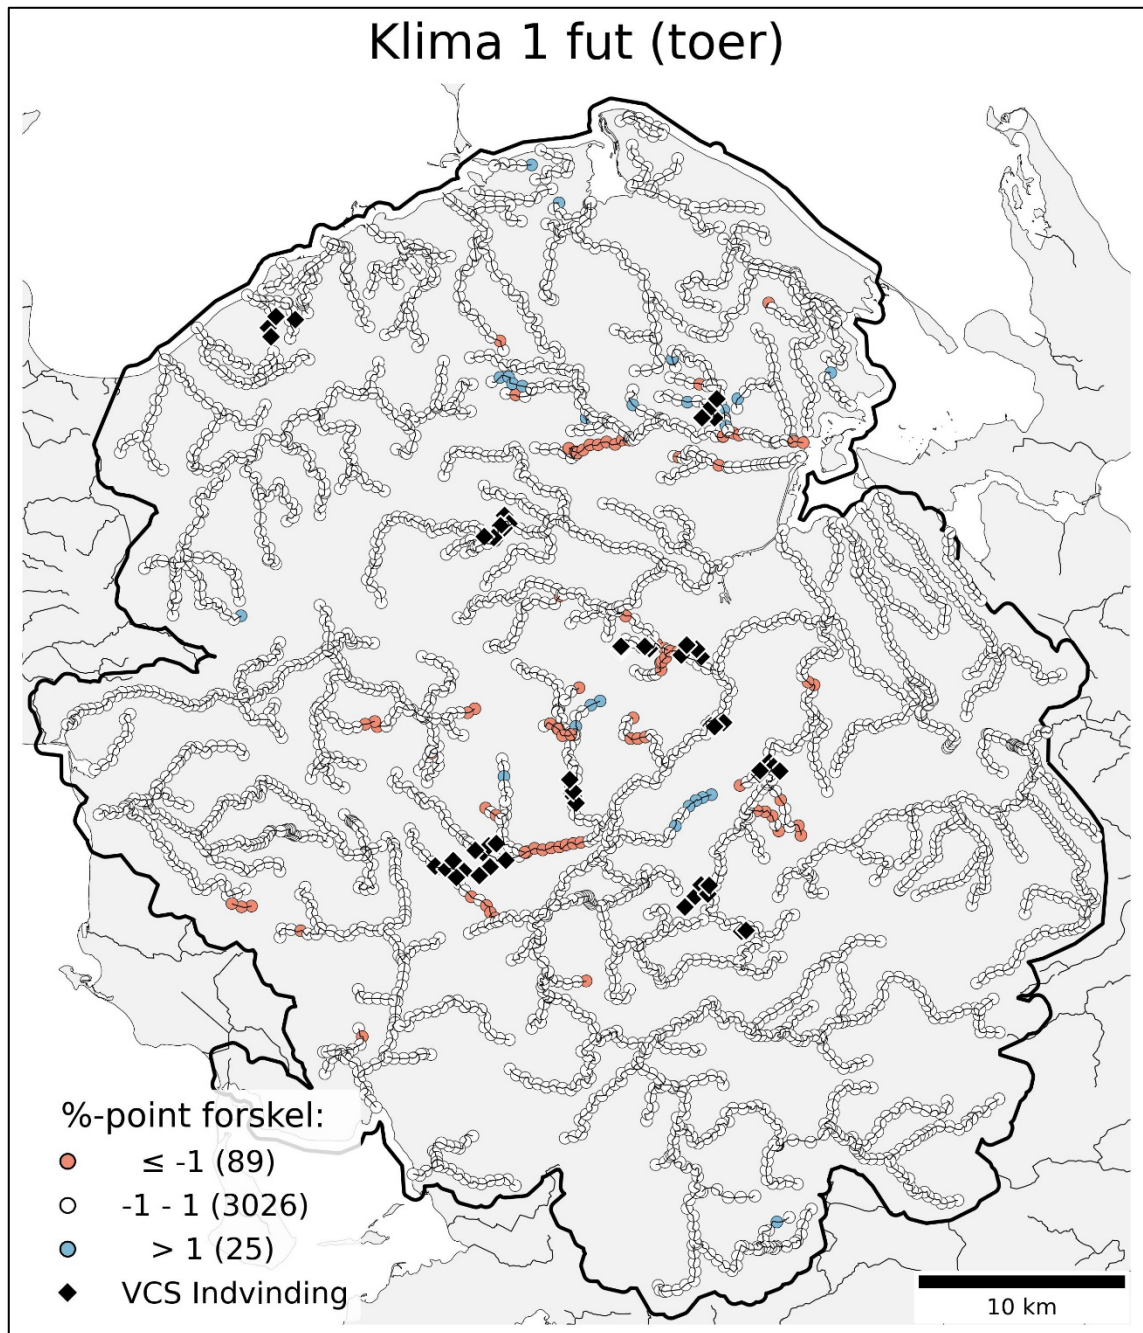 Klima 1 fut (toer)
%-point forskel:
≤ -1 (89)
-1 - 1 (3026)
> 1 (25)
VCS Indvinding
10 km